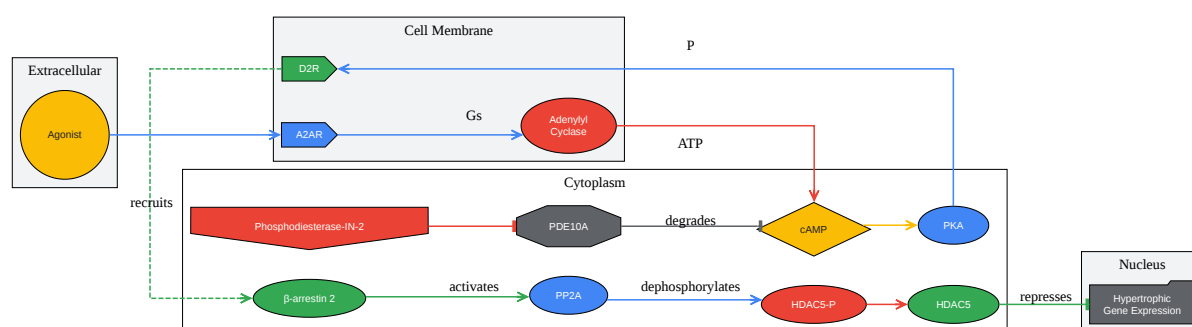 Cell Membrane
P
Extracellular
D2R
Agonist
A2AR
Gs
Adenylyl
Cyclase
ATP
Cytoplasm
recruits
Phosphodiesterase-IN-2
PDE10A
degrades
cAMP
PKA
Nucleus
β-arrestin 2
activates
PP2A
dephosphorylates
HDAC5-P
HDAC5
represses
Hypertrophic
Gene Expression